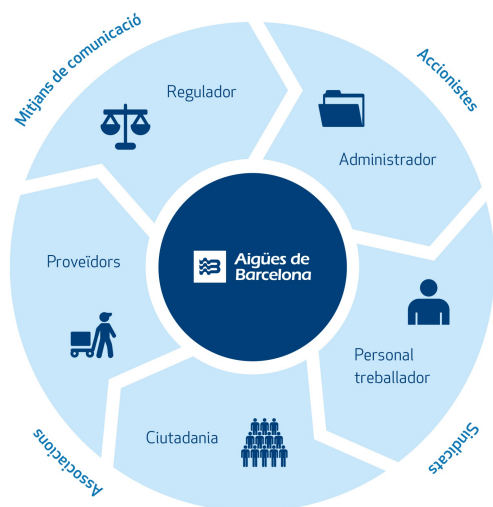 Mitjans de comunicació
Accionistes
Regulador
Administrador
Proveïdors
Aigües de
Barcelona
Personal
treballador
Ciutadania
Associacions
Sindicats